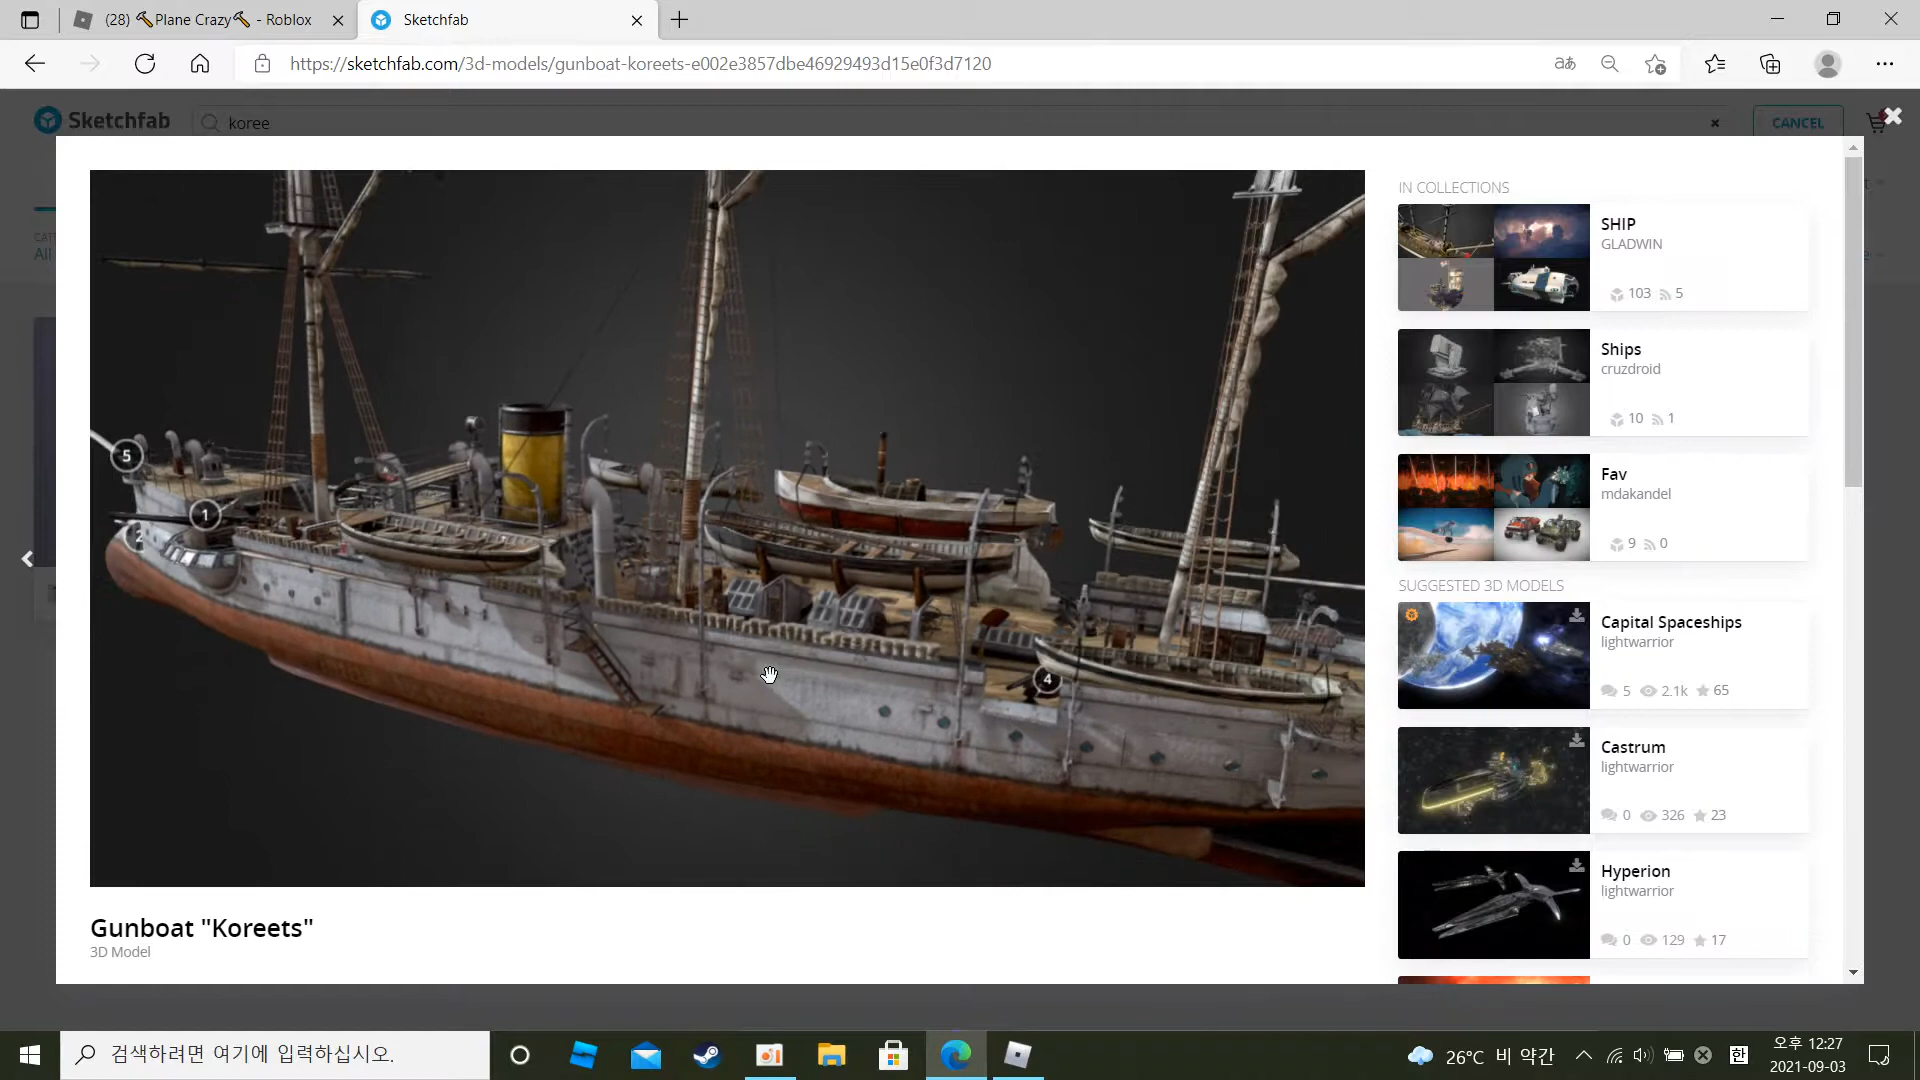 (28) 🔨Plane Crazy🔨 - Roblox
Sketchfab
https://sketchfab.com/3d-models/gunboat-koreets-e002e3857dbe46929493d15e0f3d7120
aあ
Sketchfab
koree
CANCEL
All
IN COLLECTIONS
SHIP
GLADWIN
103 5
Ships
cruzdroid
10 1
Fav
mdakandel
9 0
SUGGESTED 3D MODELS
Capital Spaceships
lightwarrior
5 2.1k 65
Castrum
lightwarrior
0 326 23
Hyperion
lightwarrior
0 129 17
5
1
2
4
Gunboat "Koreets"
3D Model
검색하려면 여기에 입력하십시오.
26°C 비 약간
한
오후 12:27
2021-09-03